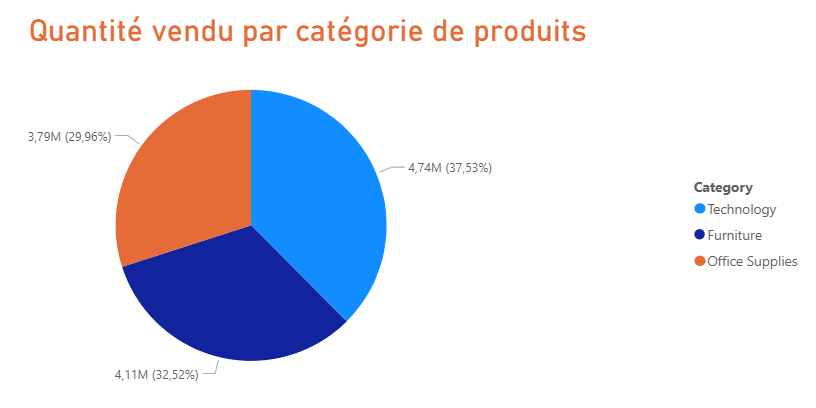 Quantité vendu par catégorie de produits
3,79M (29,96%)
4,74M (37,53%)
4,11M (32,52%)
Category
Technology
Furniture
Office Supplies